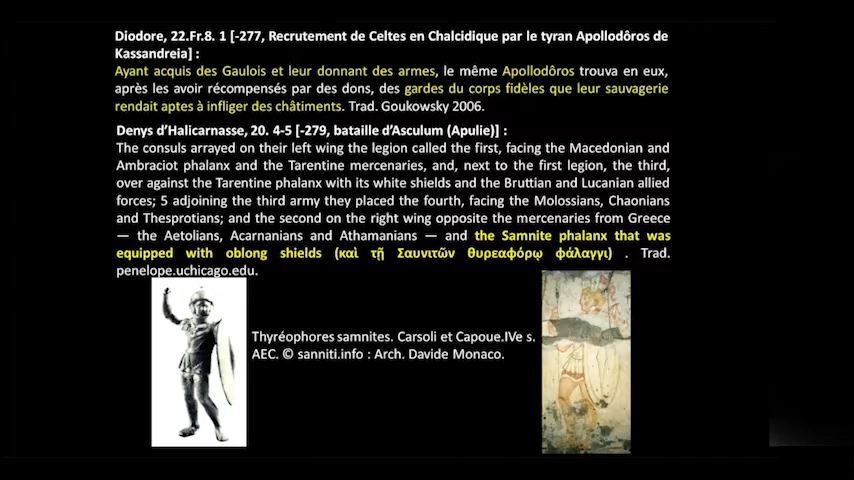 Diodore, 22.Fr.8. 1 [-277, Recrutement de Celtes en Chalcidique par le tyran Apollodôros de
Kassandreia] :
Ayant acquis des Gaulois et leur donnant des armes, le même Apollodôros trouva en eux,
après les avoir récompensés par des dons, des gardes du corps fidèles que leur sauvagerie
rendait aptes à infliger des châtiments. Trad. Goukowsky 2006.
Denys d’Halicarnasse, 20. 4-5 [-279, bataille d’Asculum (Apulie)] :
The consuls arrayed on their left wing the legion called the first, facing the Macedonian and
Ambraciot phalanx and the Tarentine mercenaries, and, next to the first legion, the third,
over against the Tarentine phalanx with its white shields and the Bruttian and Lucanian allied
forces; 5 adjoining the third army they placed the fourth, facing the Molossians, Chaonians
and Thesprotians; and the second on the right wing opposite the mercenaries from Greece
— the Aetolians, Acarnanians and Athamanians — and the Samnite phalanx that was
equipped with oblong shields (καὶ τῇ Σαυνιτῶν θυρεαφόρῳ φάλαγγι) . Trad.
penelope.uchicago.edu.
Thyréophores samnites. Carsoli et Capoue.IVe s.
AEC. © sanniti.info : Arch. Davide Monaco.